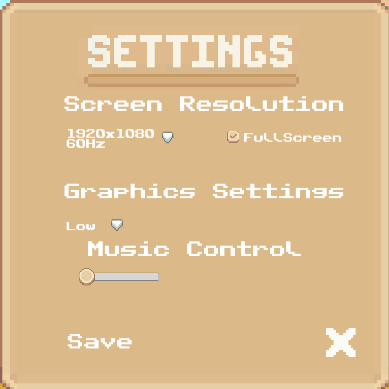 SETTINGS
Screen Resolution
1920x1080
60Hz
FullScreen
Graphics Settings
Low
Music Control
Save